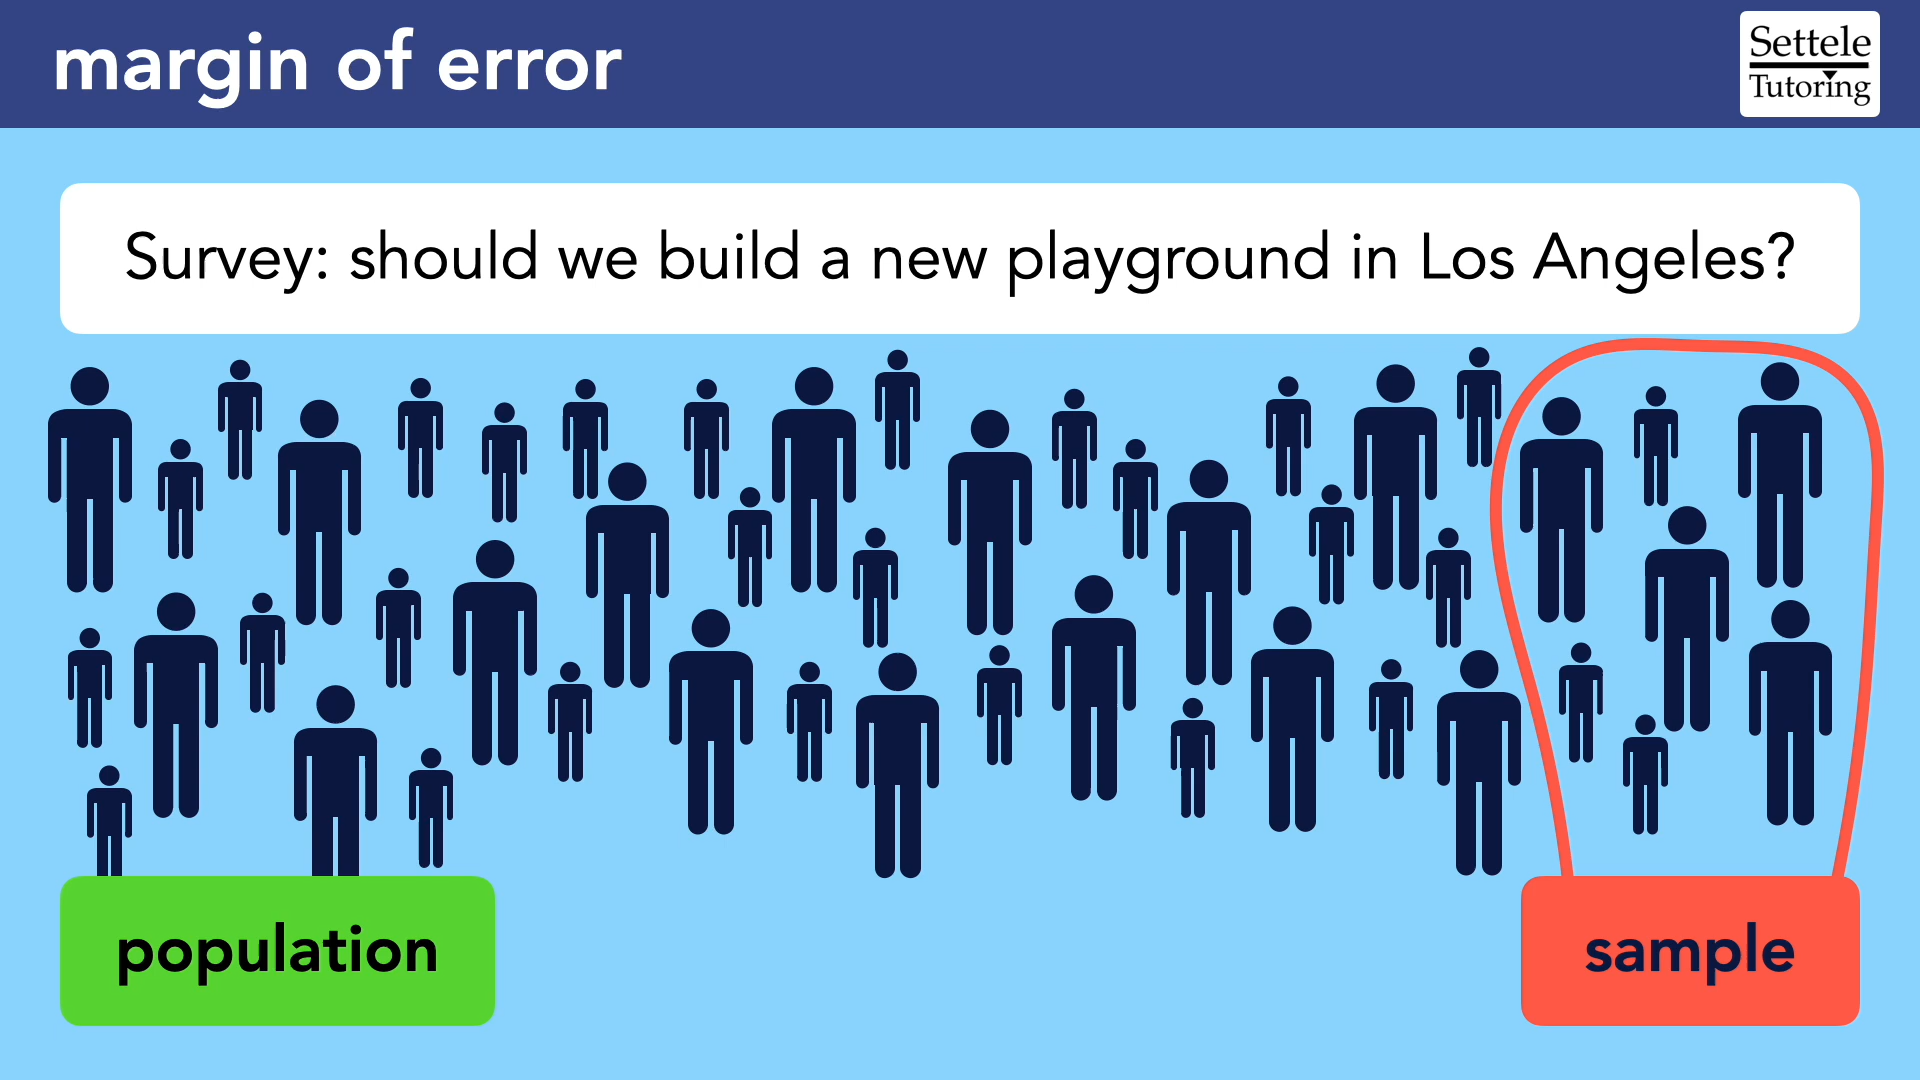 margin of error
Settele
Tutoring
Survey: should we build a new playground in Los Angeles?
population
sample